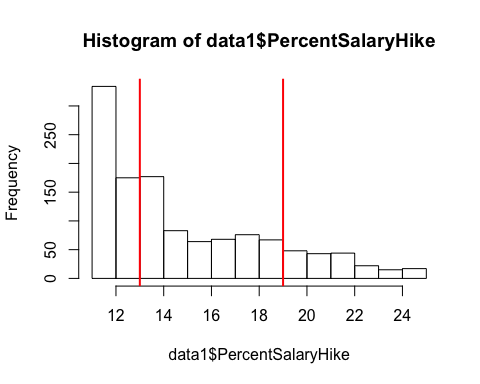 Histogram of data1$PercentSalaryHike
Frequency
250
150
50
0
12 14 16 18 20 22 24
data1$PercentSalaryHike